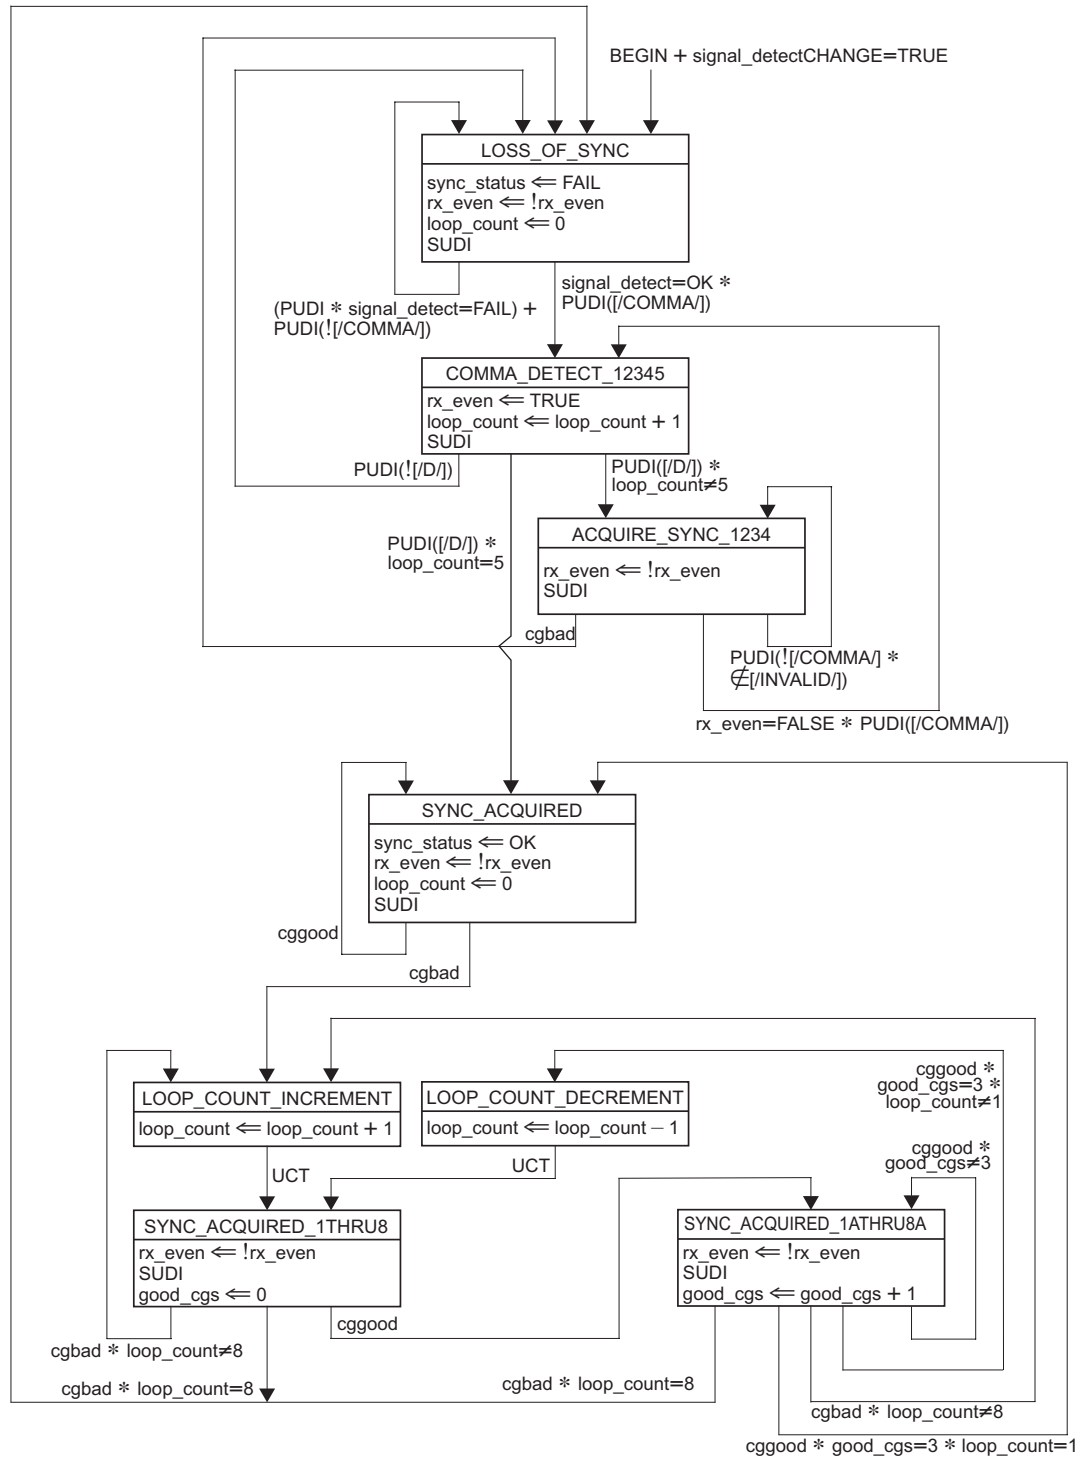 BEGIN + signal_detectCHANGE=TRUE
LOSS_OF_SYNC
sync_status ⇐ FAIL
rx_even ⇐ !rx_even
loop_count ⇐ 0
SUDI
signal_detect=OK *
PUDI([/COMMA/])
(PUDI * signal_detect=FAIL) +
PUDI(![/COMMA/])
COMMA_DETECT_12345
rx_even ⇐ TRUE
loop_count ⇐ loop_count + 1
SUDI
PUDI(![/D/])
PUDI([/D/]) *
loop_count≠5
PUDI([/D/]) *
loop_count=5
ACQUIRE_SYNC_1234
rx_even ⇐ !rx_even
SUDI
cgbad
PUDI(![/COMMA/] *
∉[/INVALID/])
rx_even=FALSE * PUDI([/COMMA/])
SYNC_ACQUIRED
sync_status ⇐ OK
rx_even ⇐ !rx_even
loop_count ⇐ 0
SUDI
cggood
cgbad
LOOP_COUNT_INCREMENT
loop_count ⇐ loop_count + 1
UCT
LOOP_COUNT_DECREMENT
loop_count ⇐ loop_count − 1
UCT
cggood *
good_cgs=3 *
loop_count≠1
cggood *
good_cgs≠3
SYNC_ACQUIRED_1THRU8
rx_even ⇐ !rx_even
SUDI
good_cgs ⇐ 0
SYNC_ACQUIRED_1ATHRU8A
rx_even ⇐ !rx_even
SUDI
good_cgs ⇐ good_cgs + 1
cggood
cgbad * loop_count≠8
cgbad * loop_count=8
cgbad * loop_count=8
cgbad * loop_count≠8
cggood * good_cgs=3 * loop_count=1